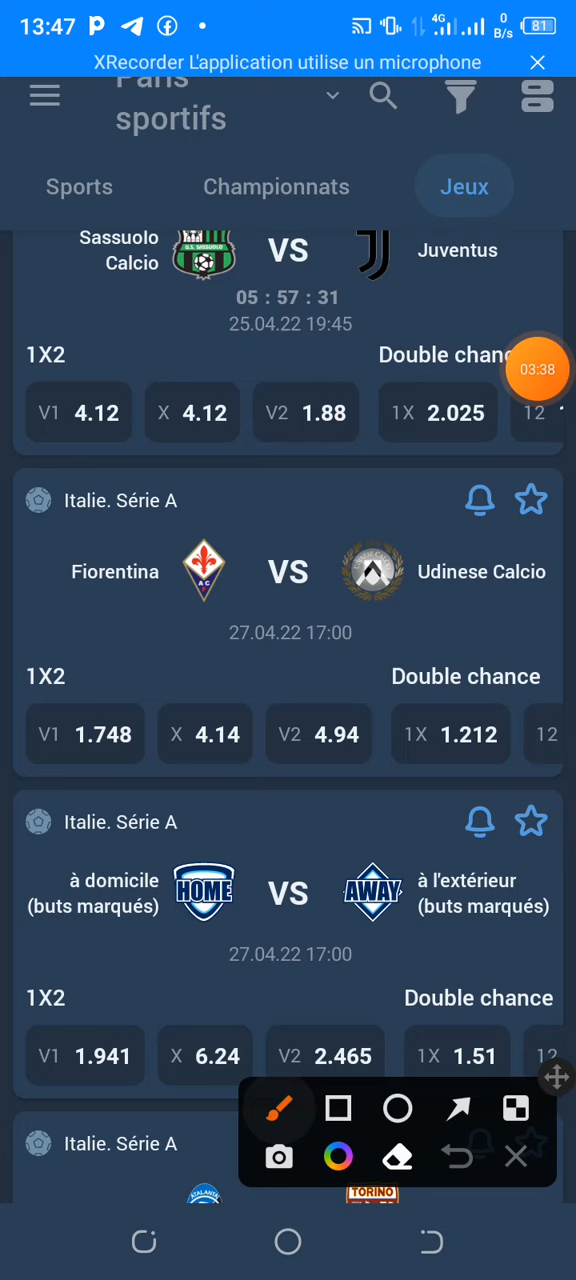 13:47
4G
0
B/s
81
XRecorder L'application utilise un microphone
Paris
sportifs
Sports
Championnats
Jeux
Sassuolo
Calcio
VS
Juventus
05 : 57 : 31
25.04.22 19:45
1X2
Double chanc
03:38
V1 4.12
X 4.12
V2 1.88
1X 2.025
12
Italie. Série A
Fiorentina
VS
Udinese Calcio
27.04.22 17:00
1X2
Double chance
V1 1.748
X 4.14
V2 4.94
1X 1.212
12
Italie. Série A
à domicile
(buts marqués)
HOME
VS
AWAY
à l'extérieur
(buts marqués)
27.04.22 17:00
1X2
Double chance
V1 1.941
X 6.24
V2 2.465
1X 1.51
12
Italie. Série A
ATALANTA
TORINO